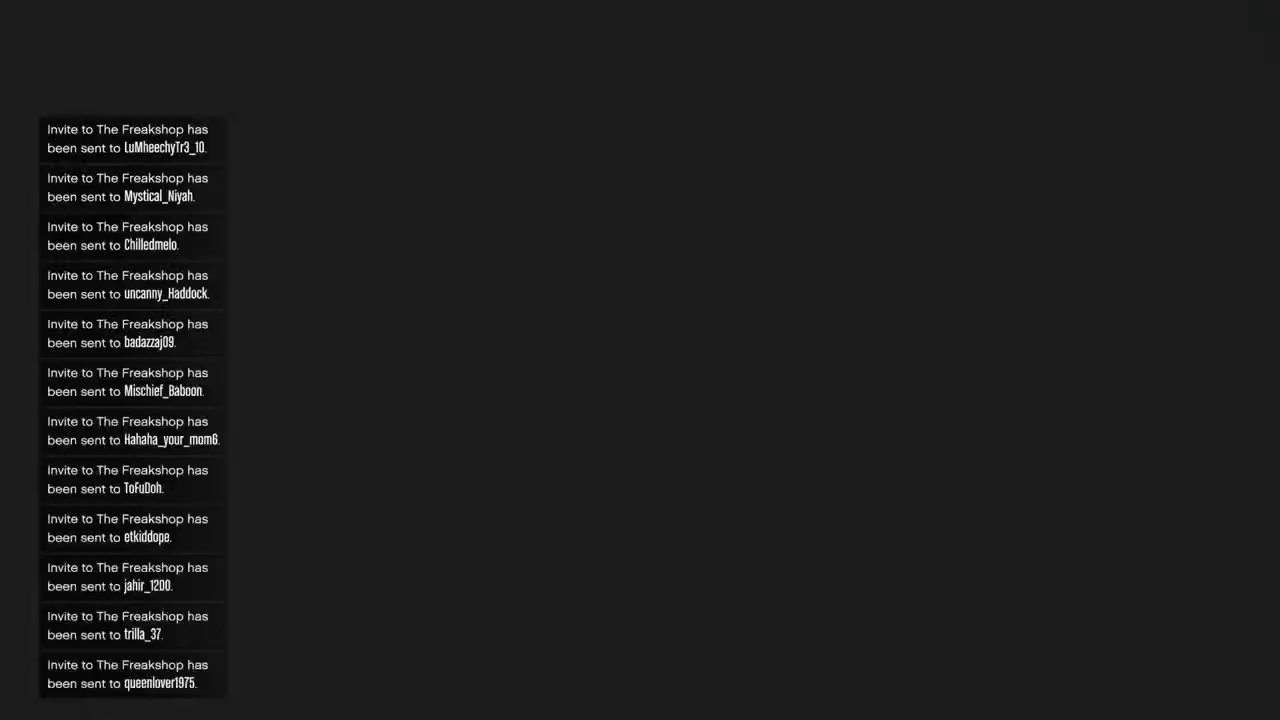 Invite to The Freakshop has
been sent to LuMheechyTr3_10.
Invite to The Freakshop has
been sent to Mystical_Niyah.
Invite to The Freakshop has
been sent to Chilledmelo.
Invite to The Freakshop has
been sent to uncanny_Haddock.
Invite to The Freakshop has
been sent to badazzaj09.
Invite to The Freakshop has
been sent to Mischief_Baboon.
Invite to The Freakshop has
been sent to Hahaha_your_mom6.
Invite to The Freakshop has
been sent to ToFuDoh.
Invite to The Freakshop has
been sent to etkiddope.
Invite to The Freakshop has
been sent to jahir_1200.
Invite to The Freakshop has
been sent to trilla_37.
Invite to The Freakshop has
been sent to queenlover1975.